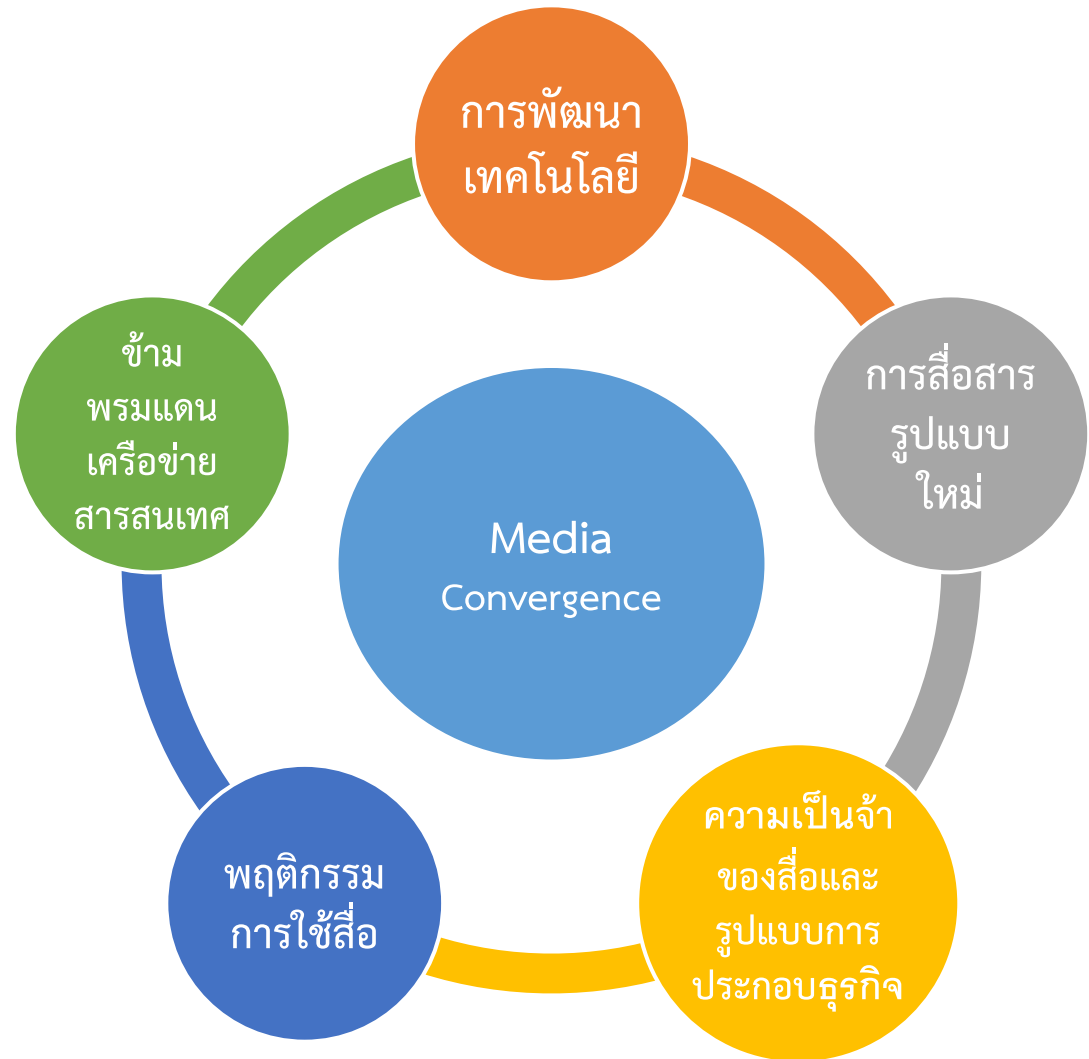 การพัฒนา
เทคโนโลยี
การสื่อสาร
รูปแบบ
ใหม่
ความเป็นจ้า
ของสื่อและ
รูปแบบการ
ประกอบธุรกิจ
พฤติกรรม
การใช้สื่อ
ข้าม
พรมแดน
เครือข่าย
สารสนเทศ
Media
Convergence